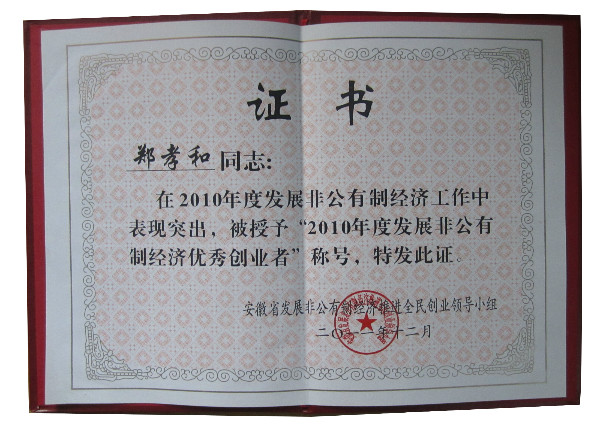 证书
郑孝和 同志：
在2010年度发展非公有制经济工作中
表现突出，被授予“2010年度发展非公有
制经济优秀创业者”称号，特发此证。
安徽省发展非公有制经济推进全民创业领导小组
二〇一 年十二月